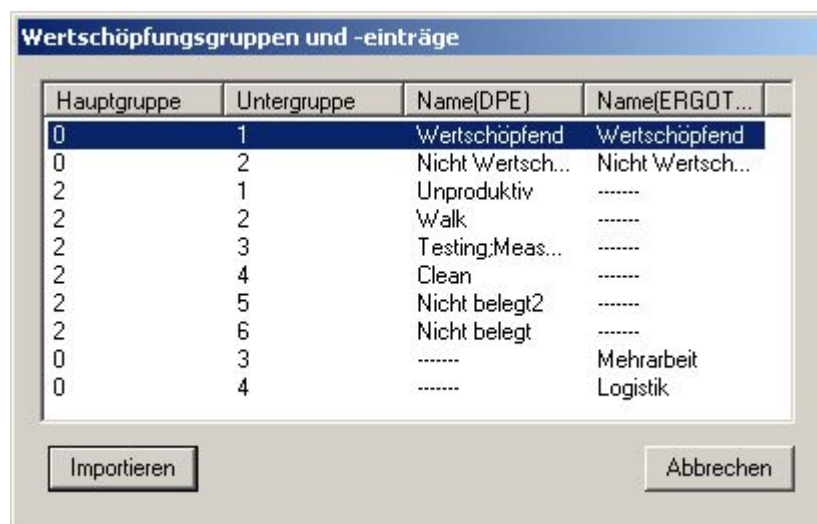 Wertschöpfungsgruppen und -einträge
Hauptgruppe Untergruppe Name(DPE) Name(ERGOT...
0 1 Wertschöpfend Wertschöpfend
0 2 Nicht Wertsch... Nicht Wertsch...
2 1 Unproduktiv -------
2 2 Walk -------
2 3 Testing;Meas... -------
2 4 Clean -------
2 5 Nicht belegt2 -------
2 6 Nicht belegt -------
0 3 ------- Mehrarbeit
0 4 ------- Logistik
Importieren Abbrechen